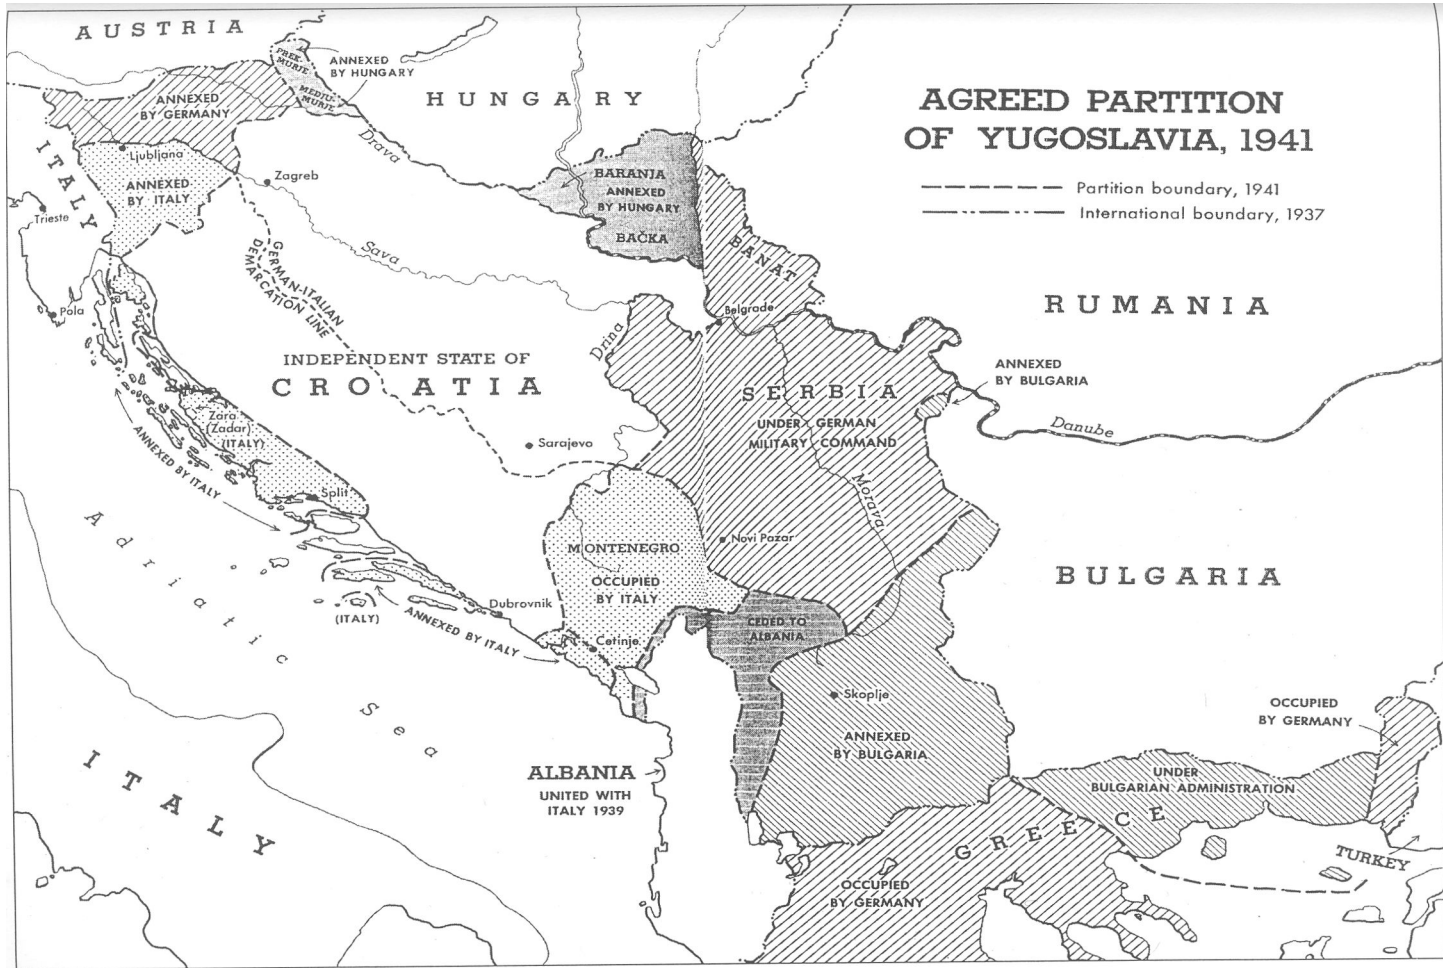 AUSTRIA
PREK-
MURJE
MEDJU-
MURJE
ANNEXED
BY HUNGARY
HUNGARY
AGREED PARTITION
OF YUGOSLAVIA, 1941
Partition boundary, 1941
International boundary, 1937
ANNEXED
BY GERMANY
Ljubljana
ANNEXED
BY ITALY
ITALY
Trieste
Pola
Zagreb
Drava
Sava
GERMAN-ITALIAN
DEMARCATION LINE
BARANJA
ANNEXED
BY HUNGARY
BAČKA
BANAT
Belgrade
Drina
RUMANIA
INDEPENDENT STATE OF
CROATIA
SERBIA
UNDER GERMAN
MILITARY COMMAND
ANNEXED
BY BULGARIA
Danube
Morava
Zara
(Zadar)
(ITALY)
ANNEXED BY ITALY
Split
Sarajevo
Novi Pazar
MONTENEGRO
OCCUPIED
BY ITALY
BULGARIA
Adriatic Sea
(ITALY)
ANNEXED BY ITALY
Dubrovnik
Cetinje
CEDED TO
ALBANIA
Skoplje
ANNEXED
BY BULGARIA
OCCUPIED
BY GERMANY
ITALY
ALBANIA
UNITED WITH
ITALY 1939
UNDER
BULGARIAN ADMINISTRATION
GREECE
TURKEY
OCCUPIED
BY GERMANY